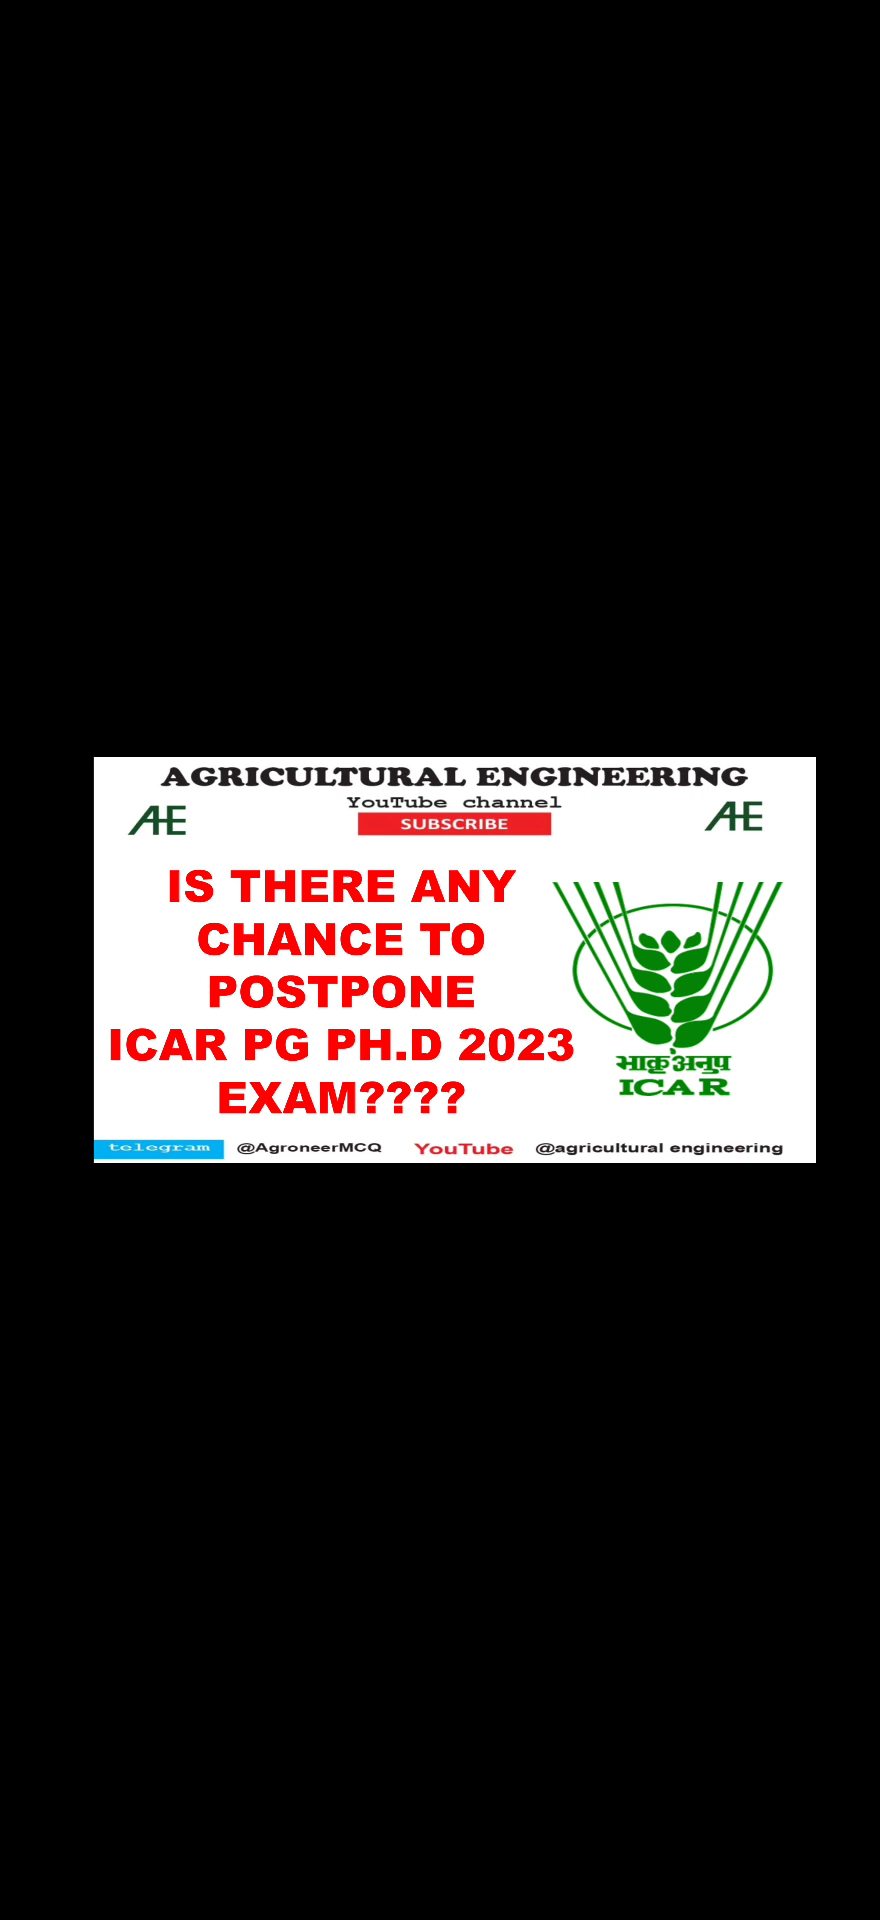 AGRICULTURAL ENGINEERING
YouTube channel
SUBSCRIBE
AE
AE
IS THERE ANY
CHANCE TO
POSTPONE
ICAR PG PH.D 2023
EXAM????
भाकृअनुप
ICAR
telegram @AgroneerMCQ YouTube @agricultural engineering